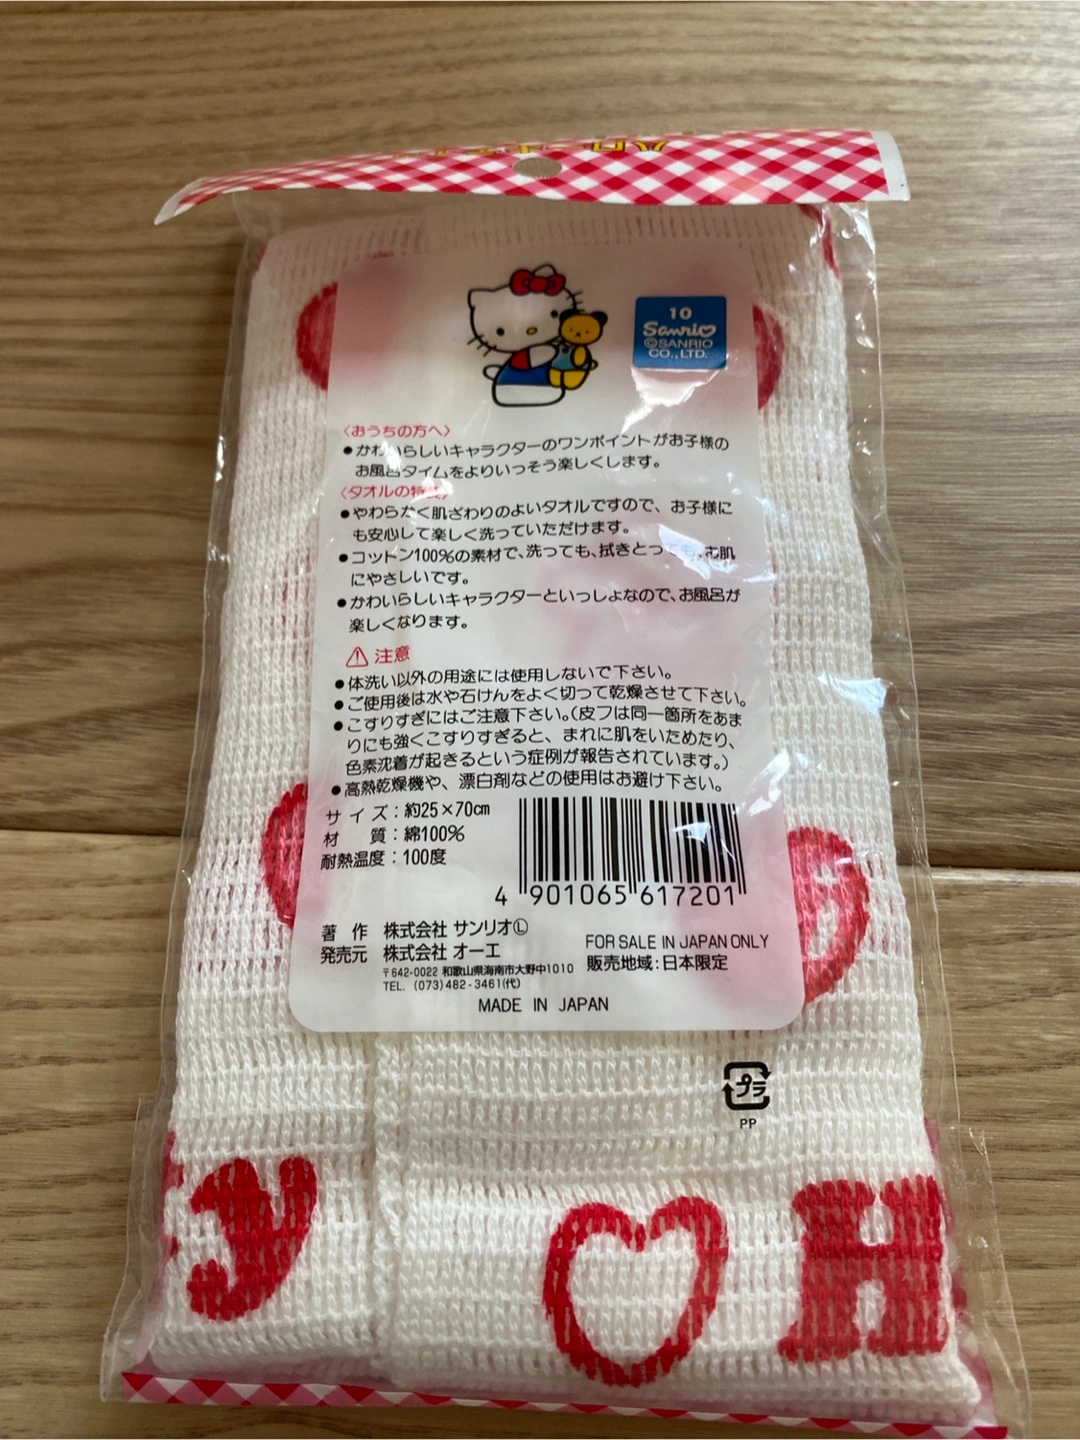 10
Sanrio
©SANRIO
CO.,LTD.
〈おうちの方へ〉
●かわいらしいキャラクターのワンポイントがお子様の
お風呂タイムをよりいっそう楽しくします。
〈タオルの特長〉
●やわらかく肌ざわりのよいタオルですので、お子様に
も安心して楽しく洗っていただけます。
●コットン100%の素材で、洗っても、拭きとっても、お肌
にやさしいです。
●かわいらしいキャラクターといっしょなので、お風呂が
楽しくなります。
⚠ 注意
●体洗い以外の用途には使用しないで下さい。
●ご使用後は水や石けんをよく切って乾燥させて下さい。
●こすりすぎにはご注意下さい。(皮フは同一箇所をあま
りにも強くこすりすぎると、まれに肌をいためたり、
色素沈着が起きるという症例が報告されています。)
●高熱乾燥機や、漂白剤などの使用はお避け下さい。
サイズ:約25×70cm
材質:綿100%
耐熱温度:100度
4 901065 617201
著作 株式会社 サンリオⓁ
発売元 株式会社 オーエ
〒642-0022 和歌山県海南市大野中1010
TEL. (073)482-3461(代)
FOR SALE IN JAPAN ONLY
販売地域:日本限定
MADE IN JAPAN
プラ
PP
y ♡ H